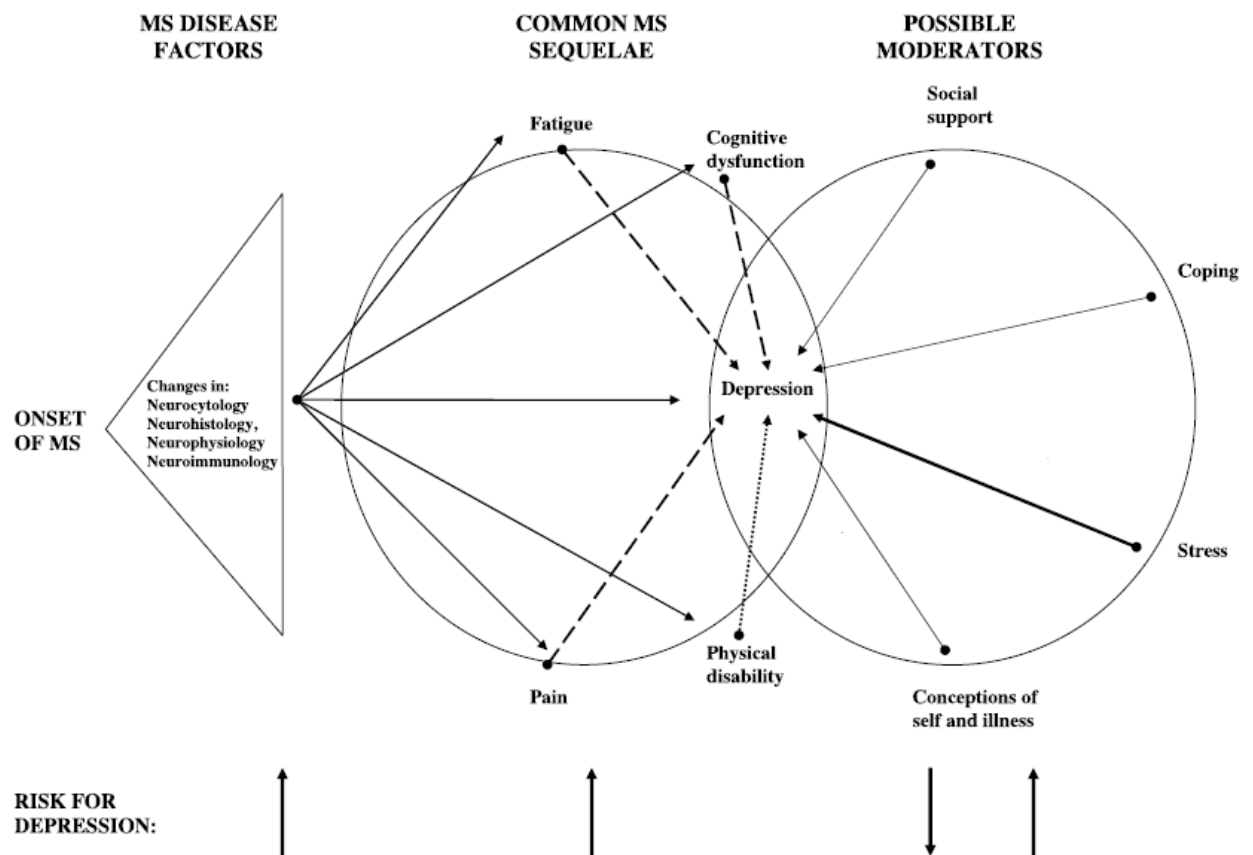 MS DISEASE
FACTORS
COMMON MS
SEQUELAE
POSSIBLE
MODERATORS
Social
support
Fatigue
Cognitive
dysfunction
Coping
Changes in:
Neurocytology
Neurohistology,
Neurophysiology
Neuroimmunology
ONSET
OF MS
Depression
Stress
Physical
disability
Pain
Conceptions of
self and illness
RISK FOR
DEPRESSION: